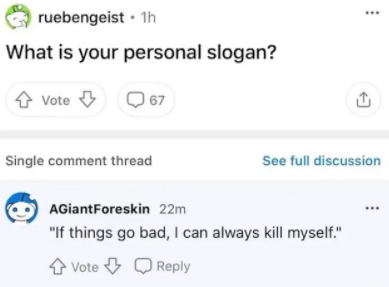 ruebengeist • 1h
What is your personal slogan?
Vote 67
Single comment thread See full discussion
AGiantForeskin 22m
"If things go bad, I can always kill myself."
Vote Reply